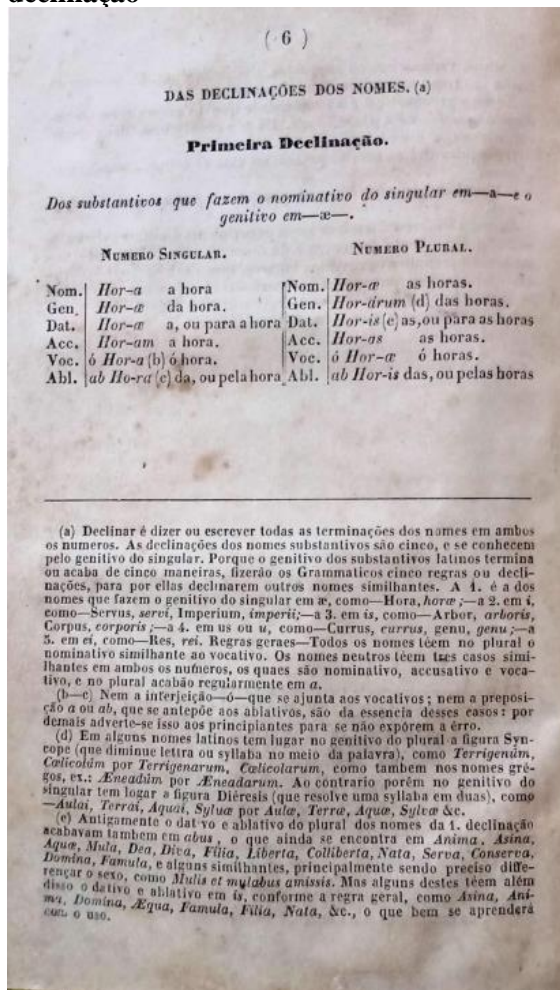 declinação
( 6 )
DAS DECLINAÇÕES DOS NOMES. (a)
Primeira Declinação.
Dos substantivos que fazem o nominativo do singular em—a—e o
genitivo em—æ—.
NUMERO SINGULAR.
Nom. Hor-a a hora
Gen. Hor-æ da hora.
Dat. Hor-æ a, ou para a hora
Acc. Hor-am a hora.
Voc. ó Hor-a (b) ó hora.
Abl. ab Ho-ra (c) da, ou pela hora
NUMERO PLURAL.
Nom. Hor-æ as horas.
Gen. Hor-árum (d) das horas.
Dat. Hor-is (e) as, ou para as horas
Acc. Hor-as as horas.
Voc. ó Hor-æ ó horas.
Abl. ab Hor-is das, ou pelas horas
(a) Declinar é dizer ou escrever todas as terminações dos nomes em ambos
os numeros. As declinações dos nomes substantivos são cinco, e se conhecem
pelo genitivo do singular. Porque o genitivo dos substantivos latinos termina
ou acaba de cinco maneiras, fizerão os Grammaticos cinco regras ou decli-
nações, para por ellas declinarem outros nomes similhantes. A 1. é a dos
nomes que fazem o genitivo do singular em æ, como—Hora, horæ ;—a 2. em i,
como—Servus, servi, Imperium, imperii;—a 3. em is, como—Arbor, arboris,
Corpus, corporis ;—a 4. em us ou u, como—Currus, currus, genu, genu ;—a
5. em ei, como—Res, rei. Regras geraes—Todos os nomes tèem no plural o
nominativo similhante ao vocativo. Os nomes neutros tèem tres casos simi-
lhantes em ambos os numeros, os quaes são nominativo, accusativo e voca-
tivo, e no plural acabão regularmente em a.
(b—c) Nem a interjeição—ó—que se ajunta aos vocativos ; nem a preposi-
ção a ou ab, que se antepõe aos ablativos, são da essencia desses casos : por
demais adverte-se isso aos principiantes para se não expôrem a êrro.
(d) Em alguns nomes latinos tem lugar no genitivo do plural a figura Syn-
cope (que diminue lettra ou syllaba no meio da palavra), como Terrigenûm,
Cœlicolûm por Terrigenarum, Cœlicolarum, como tambem nos nomes gré-
gos, ex.: Æneadûm por Æneadarum. Ao contrario porêm no genitivo do
singular tem logar a figura Diéresis (que resolve uma syllaba em duas), como
—Aulai, Terrai, Aquai, Syluæ por Aulæ, Terræ, Aquæ, Sylvæ &c.
(e) Antigamente o dativo e ablativo do plural dos nomes da 1. declinação
acabavam tambem em abus, o que ainda se encontra em Anima, Asina,
Aquæ, Mula, Dea, Diva, Filia, Liberta, Colliberta, Nata, Serva, Conserva,
Domina, Famula, e alguns similhantes, principalmente sendo preciso diffe-
rençar o sexo, como Mulis et mylabus amissis. Mas alguns destes tèem além
disso o dativo e ablativo em is, conforme a regra geral, como Asina, Ani-
ma, Domina, Æqua, Famula, Filia, Nata, &c., o que bem se aprenderá
com o uso.